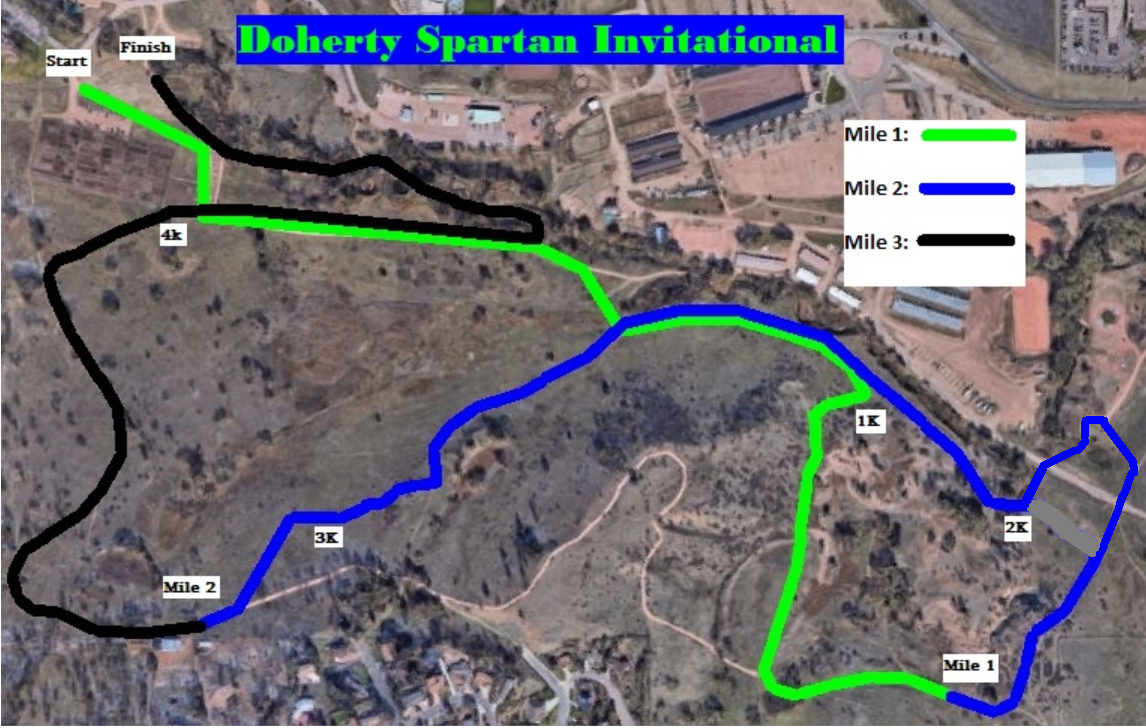 Doherty Spartan Invitational
Start
Finish
Mile 1:
Mile 2:
Mile 3:
4k
1K
2K
3K
Mile 2
Mile 1